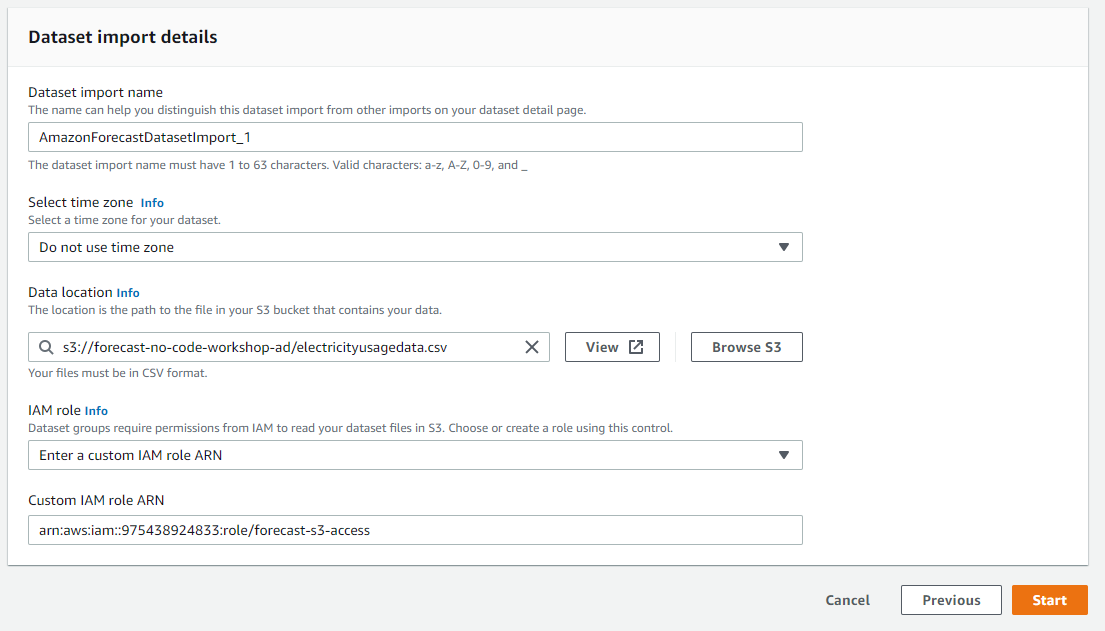 Dataset import details
Dataset import name
The name can help you distinguish this dataset import from other imports on your dataset detail page.
AmazonForecastDatasetImport_1
The dataset import name must have 1 to 63 characters. Valid characters: a-z, A-Z, 0-9, and _
Select time zone Info
Select a time zone for your dataset.
Do not use time zone
Data location Info
The location is the path to the file in your S3 bucket that contains your data.
s3://forecast-no-code-workshop-ad/electricityusagedata.csv View Browse S3
Your files must be in CSV format.
IAM role Info
Dataset groups require permissions from IAM to read your dataset files in S3. Choose or create a role using this control.
Enter a custom IAM role ARN
Custom IAM role ARN
arn:aws:iam::975438924833:role/forecast-s3-access
Cancel Previous Start